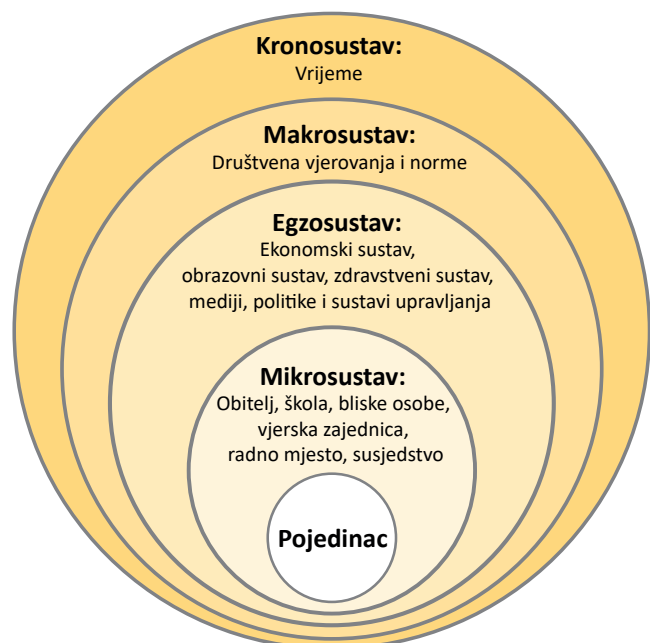 Kronosustav:
Vrijeme
Makrosustav:
Društvena vjerovanja i norme
Egzosustav:
Ekonomski sustav,
obrazovni sustav, zdravstveni sustav,
mediji, politike i sustavi upravljanja
Mikrosustav:
Obitelj, škola, bliske osobe,
vjerska zajednica,
radno mjesto, susjedstvo
Pojedinac